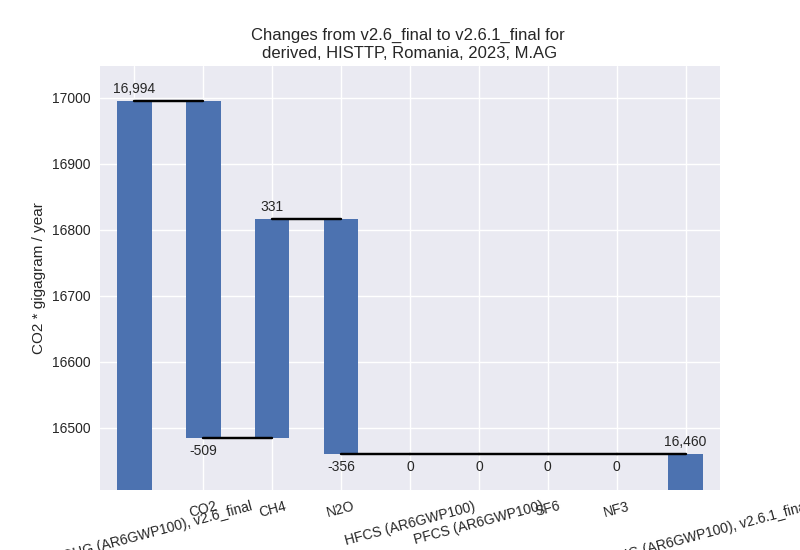 Changes from v2.6_final to v2.6.1_final for
derived, HISTTP, Romania, 2023, M.AG
CO2 * gigagram / year
17000
16900
16800
16700
16600
16500
16,994
-509
331
-356
0
0
0
0
16,460
(AR6GWP100), v2.6_final
CO2
CH4
N2O
HFCS (AR6GWP100)
PFCS (AR6GWP100)
SF6
NF3
(AR6GWP100), v2.6.1_fina